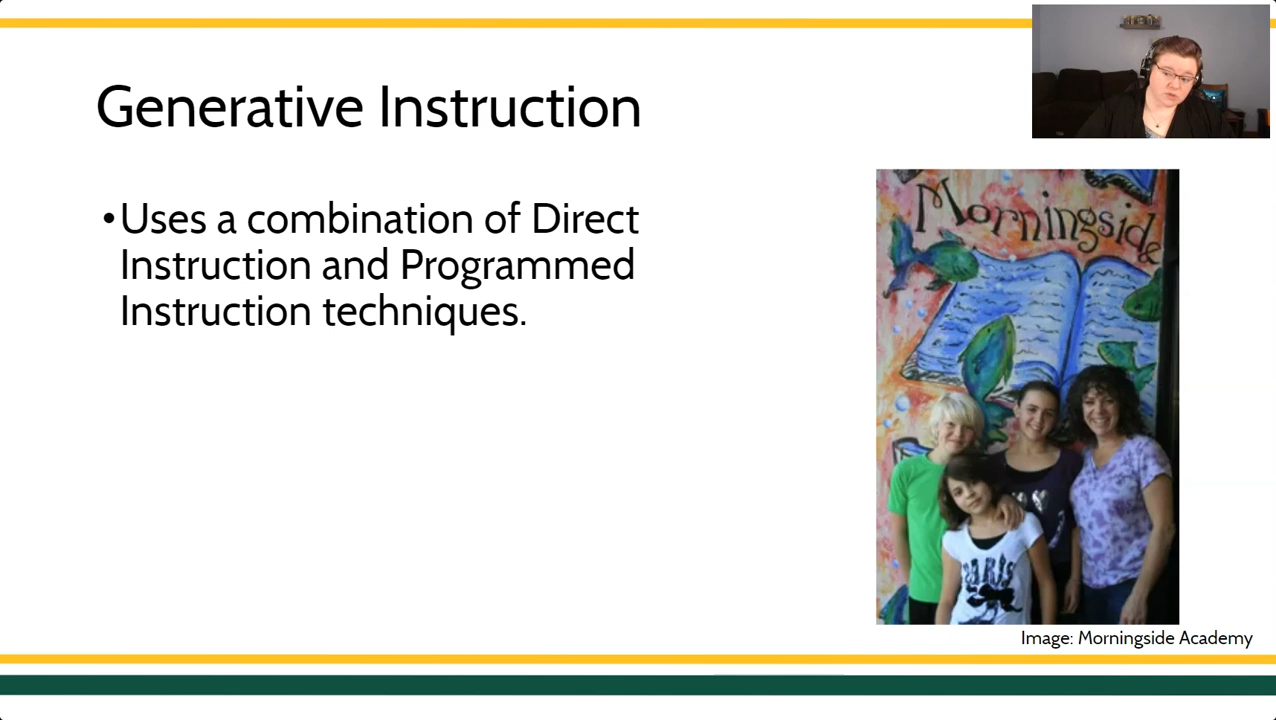 Generative Instruction
•Uses a combination of Direct
Instruction and Programmed
Instruction techniques.
Morningside
PARIS
Image: Morningside Academy